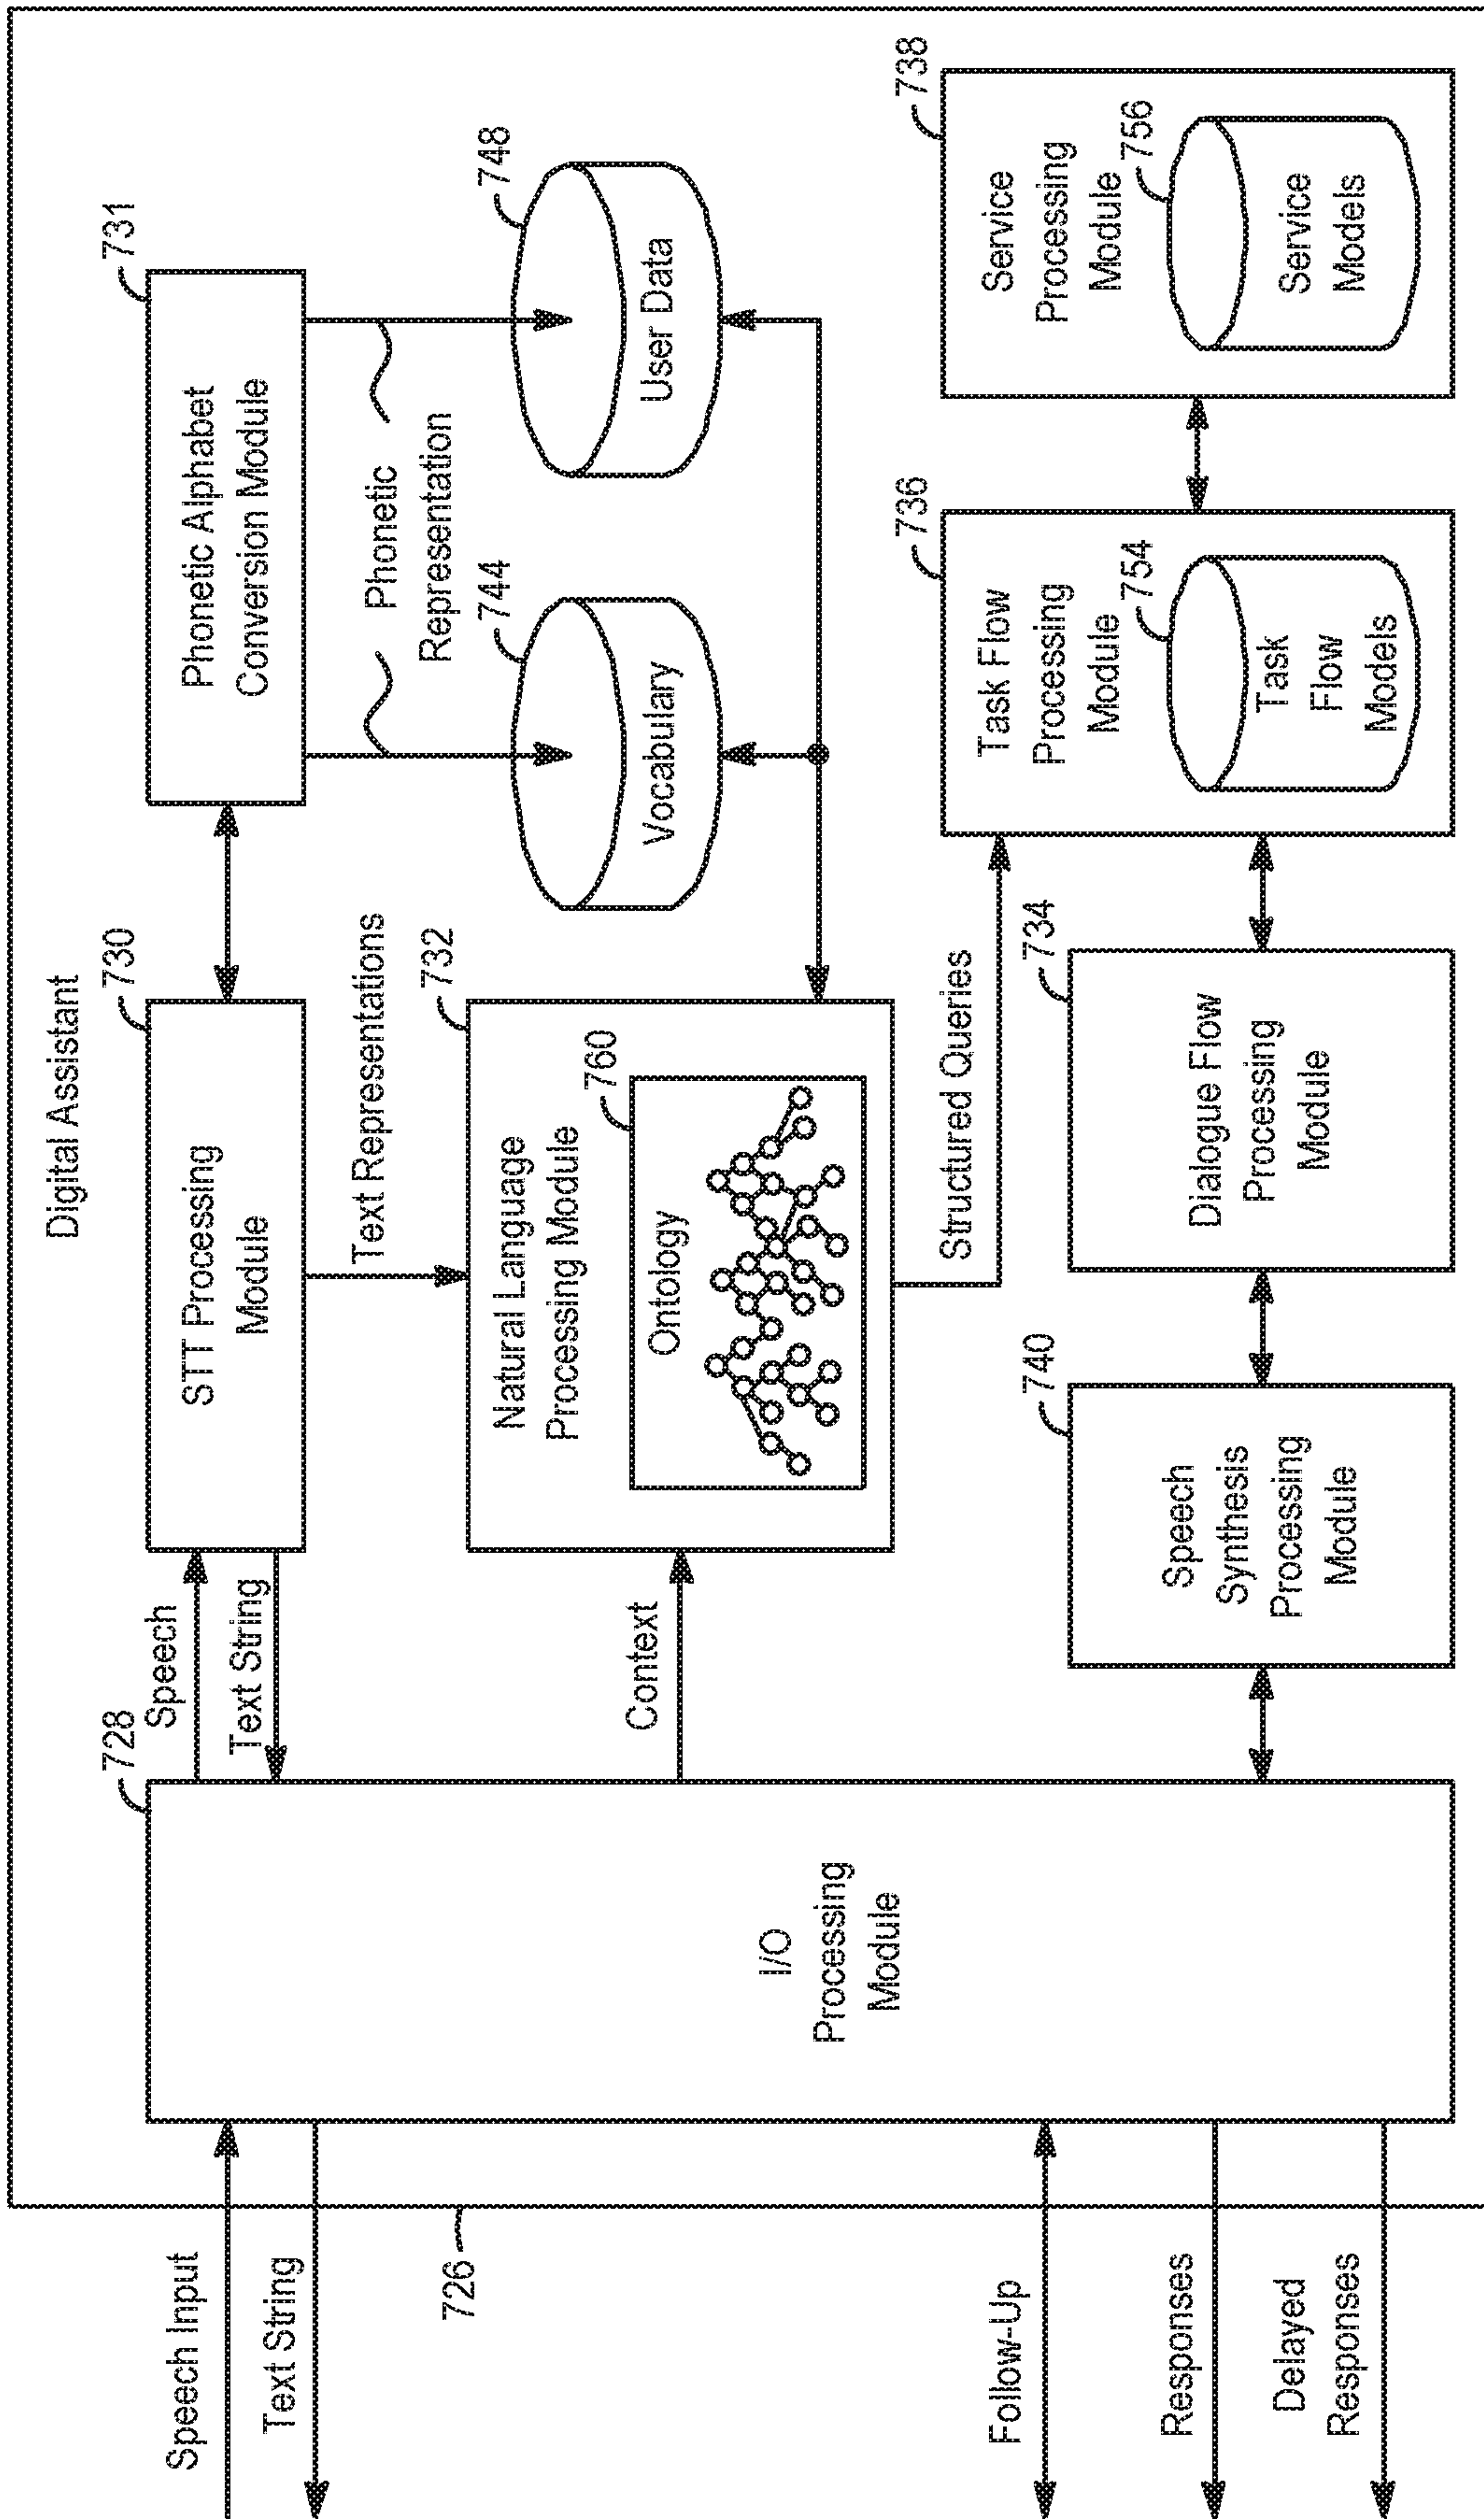 Digital Assistant
Speech Input
Text String
726
728
I/O
Processing
Module
Speech
Text String
Context
730
STT Processing
Module
731
Phonetic Alphabet
Conversion Module
Text Representations
Phonetic
Representation
732
Natural Language
Processing Module
760
Ontology
744
Vocabulary
748
User Data
Structured Queries
Follow-Up
Responses
Delayed
Responses
740
Speech
Synthesis
Processing
Module
734
Dialogue Flow
Processing
Module
736
Task Flow
Processing
Module
754
Task
Flow
Models
738
Service
Processing
Module
756
Service
Models